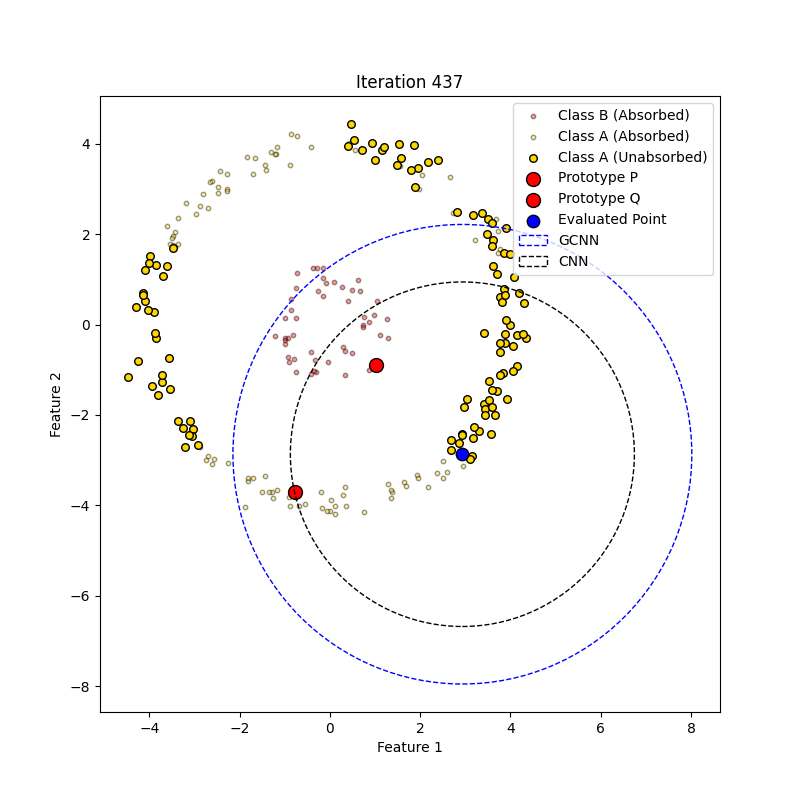 Iteration 437
Class B (Absorbed)
Class A (Absorbed)
Class A (Unabsorbed)
Prototype P
Prototype Q
Evaluated Point
GCNN
CNN
Feature 2
4
2
0
−2
−4
−6
−8
−4
−2
0
2
4
6
8
Feature 1